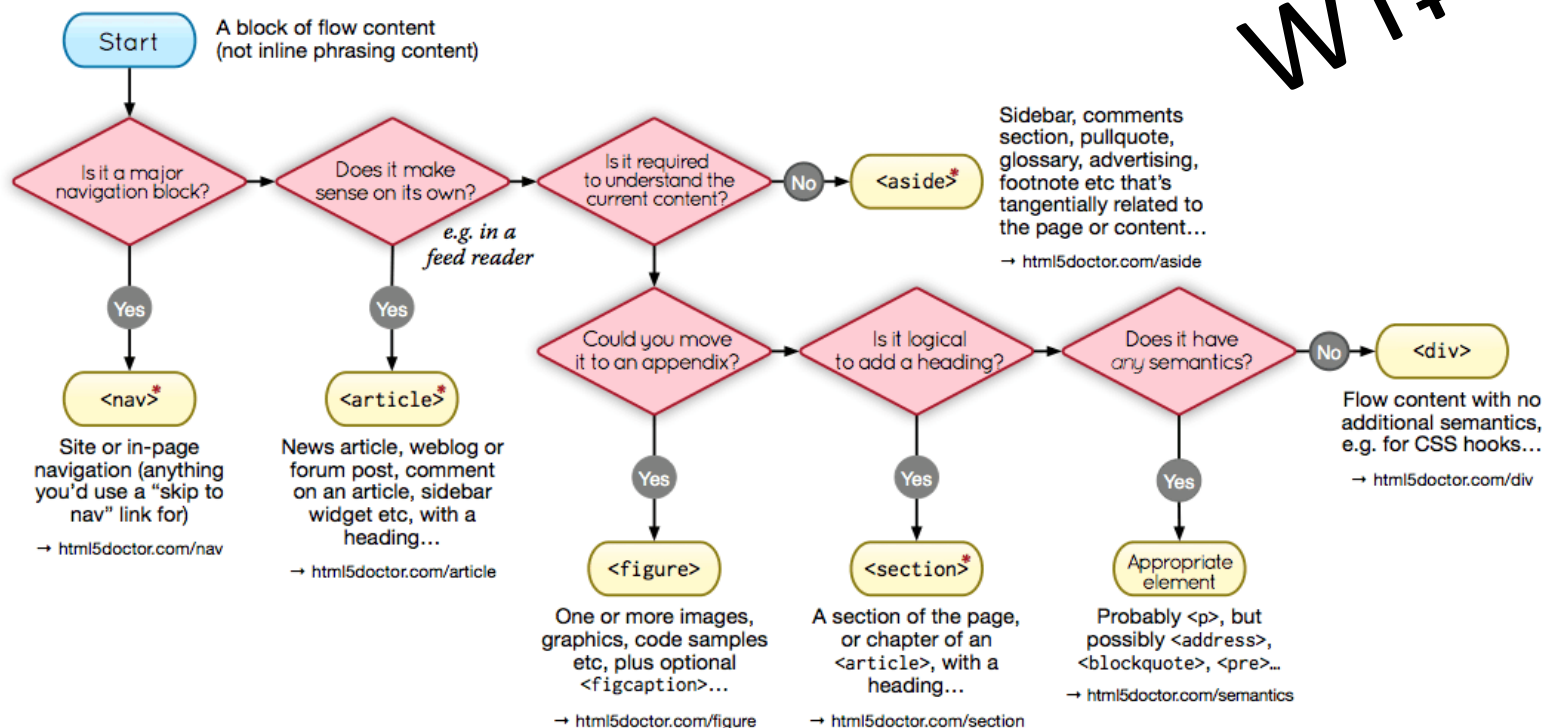 Start
A block of flow content
(not inline phrasing content)
Is it a major
navigation block?
Does it make
sense on its own?
e.g. in a
feed reader
Is it required
to understand the
current content?
No
<aside>*
Sidebar, comments
section, pullquote,
glossary, advertising,
footnote etc that's
tangentially related to
the page or content…
→ html5doctor.com/aside
Yes
<nav>*
Site or in-page
navigation (anything
you'd use a “skip to
nav” link for)
→ html5doctor.com/nav
Yes
<article>*
News article, weblog or
forum post, comment
on an article, sidebar
widget etc, with a
heading…
→ html5doctor.com/article
Could you move
it to an appendix?
Is it logical
to add a heading?
Does it have
any semantics?
No
<div>
Flow content with no
additional semantics,
e.g. for CSS hooks…
→ html5doctor.com/div
Yes
<figure>
One or more images,
graphics, code samples
etc, plus optional
<figcaption>…
→ html5doctor.com/figure
Yes
<section>*
A section of the page,
or chapter of an
<article>, with a
heading…
→ html5doctor.com/section
Yes
Appropriate
element
Probably <p>, but
possibly <address>,
<blockquote>, <pre>…
→ html5doctor.com/semantics